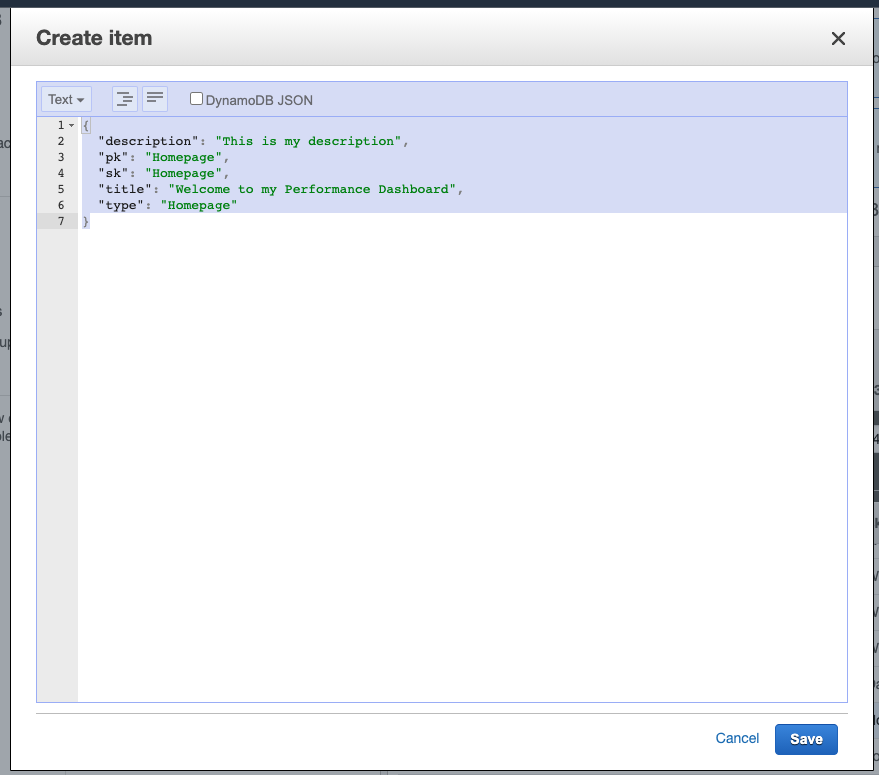 Create item
Text
DynamoDB JSON
1 {
2 "description": "This is my description",
3 "pk": "Homepage",
4 "sk": "Homepage",
5 "title": "Welcome to my Performance Dashboard",
6 "type": "Homepage"
7 }
Cancel
Save